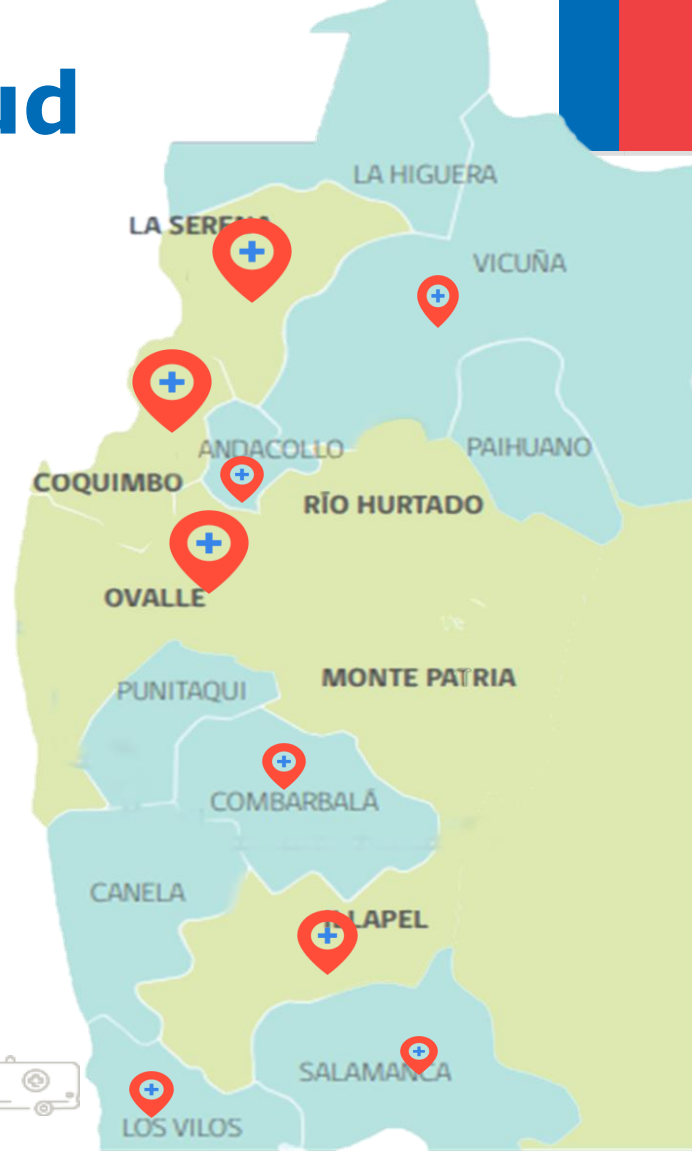 ud
LA HIGUERA
LA SERENA
VICUÑA
ANDACOLLO
PAIHUANO
COQUIMBO
RÍO HURTADO
OVALLE
MONTE PATRIA
PUNITAQUI
COMBARBALÁ
CANELA
ILLAPEL
SALAMANCA
LOS VILOS